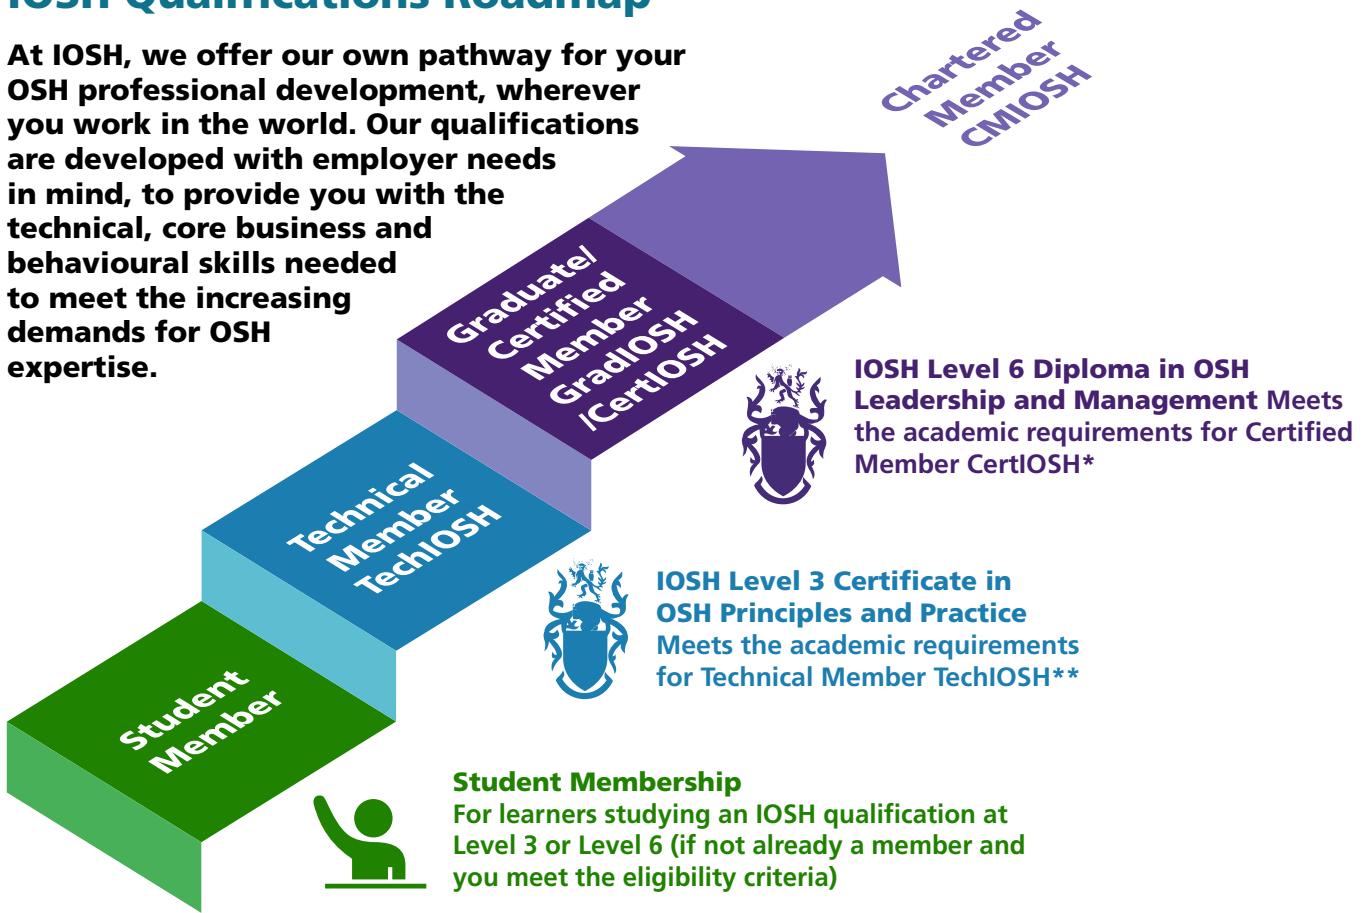 IOSH Qualifications Roadmap
At IOSH, we offer our own pathway for your
OSH professional development, wherever
you work in the world. Our qualifications
are developed with employer needs
in mind, to provide you with the
technical, core business and
behavioural skills needed
to meet the increasing
demands for OSH
expertise.
Chartered
Member
CMIOSH
Graduate/
Certified
Member
GradIOSH
/CertIOSH
IOSH Level 6 Diploma in OSH
Leadership and Management Meets
the academic requirements for Certified
Member CertIOSH*
Technical
Member
TechIOSH
IOSH Level 3 Certificate in
OSH Principles and Practice
Meets the academic requirements
for Technical Member TechIOSH**
Student
Member
Student Membership
For learners studying an IOSH qualification at
Level 3 or Level 6 (if not already a member and
you meet the eligibility criteria)